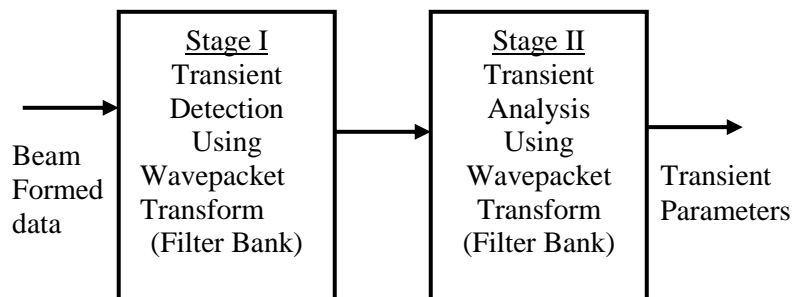 Beam
Formed
data
Stage I
Transient
Detection
Using
Wavepacket
Transform
(Filter Bank)
Stage II
Transient
Analysis
Using
Wavepacket
Transform
(Filter Bank)
Transient
Parameters